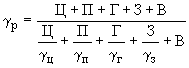 γр = (Ц + П + Г + З + В) / (Ц/γц + П/γп + Г/γг + З/γз + В)